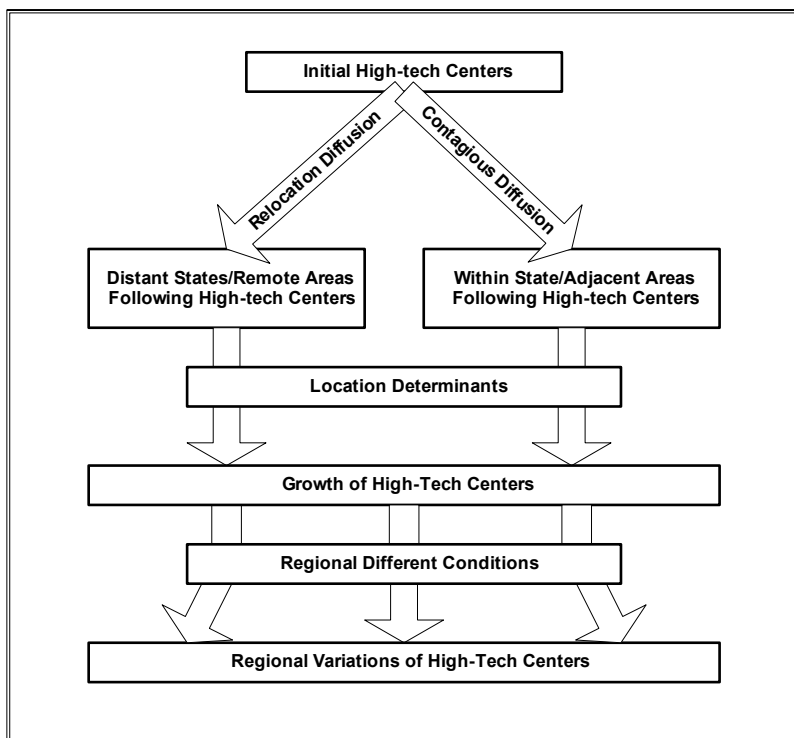 Initial High-tech Centers
Relocation Diffusion
Contagious Diffusion
Distant States/Remote Areas
Following High-tech Centers
Within State/Adjacent Areas
Following High-tech Centers
Location Determinants
Growth of High-Tech Centers
Regional Different Conditions
Regional Variations of High-Tech Centers